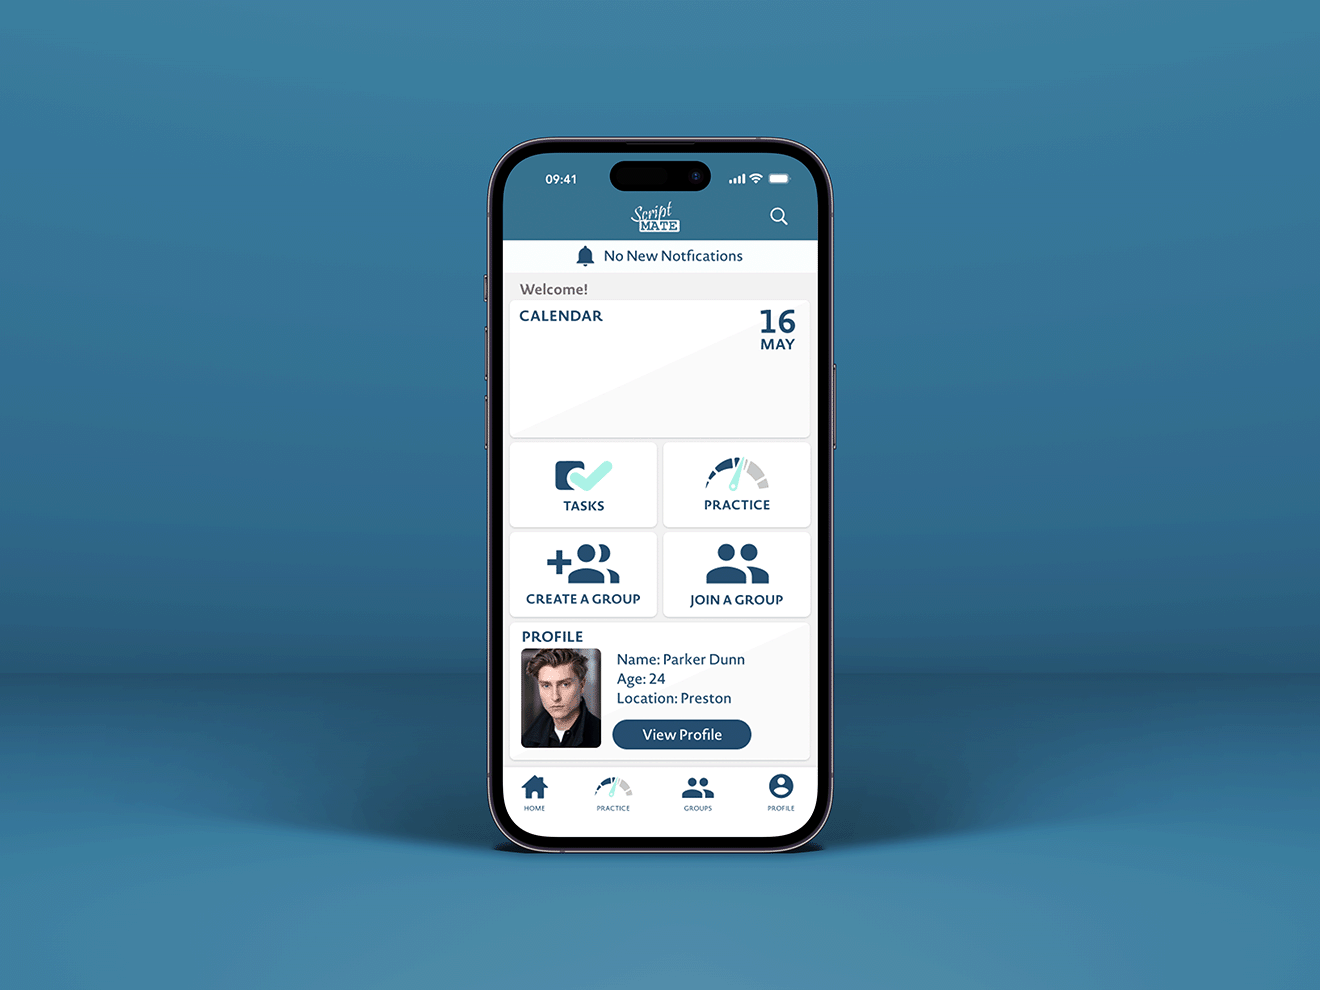 09:41
Script
MATE
No New Notfications
Welcome!
CALENDAR
16
MAY
TASKS
PRACTICE
CREATE A GROUP
JOIN A GROUP
PROFILE
Name: Parker Dunn
Age: 24
Location: Preston
View Profile
HOME
PRACTICE
GROUPS
PROFILE